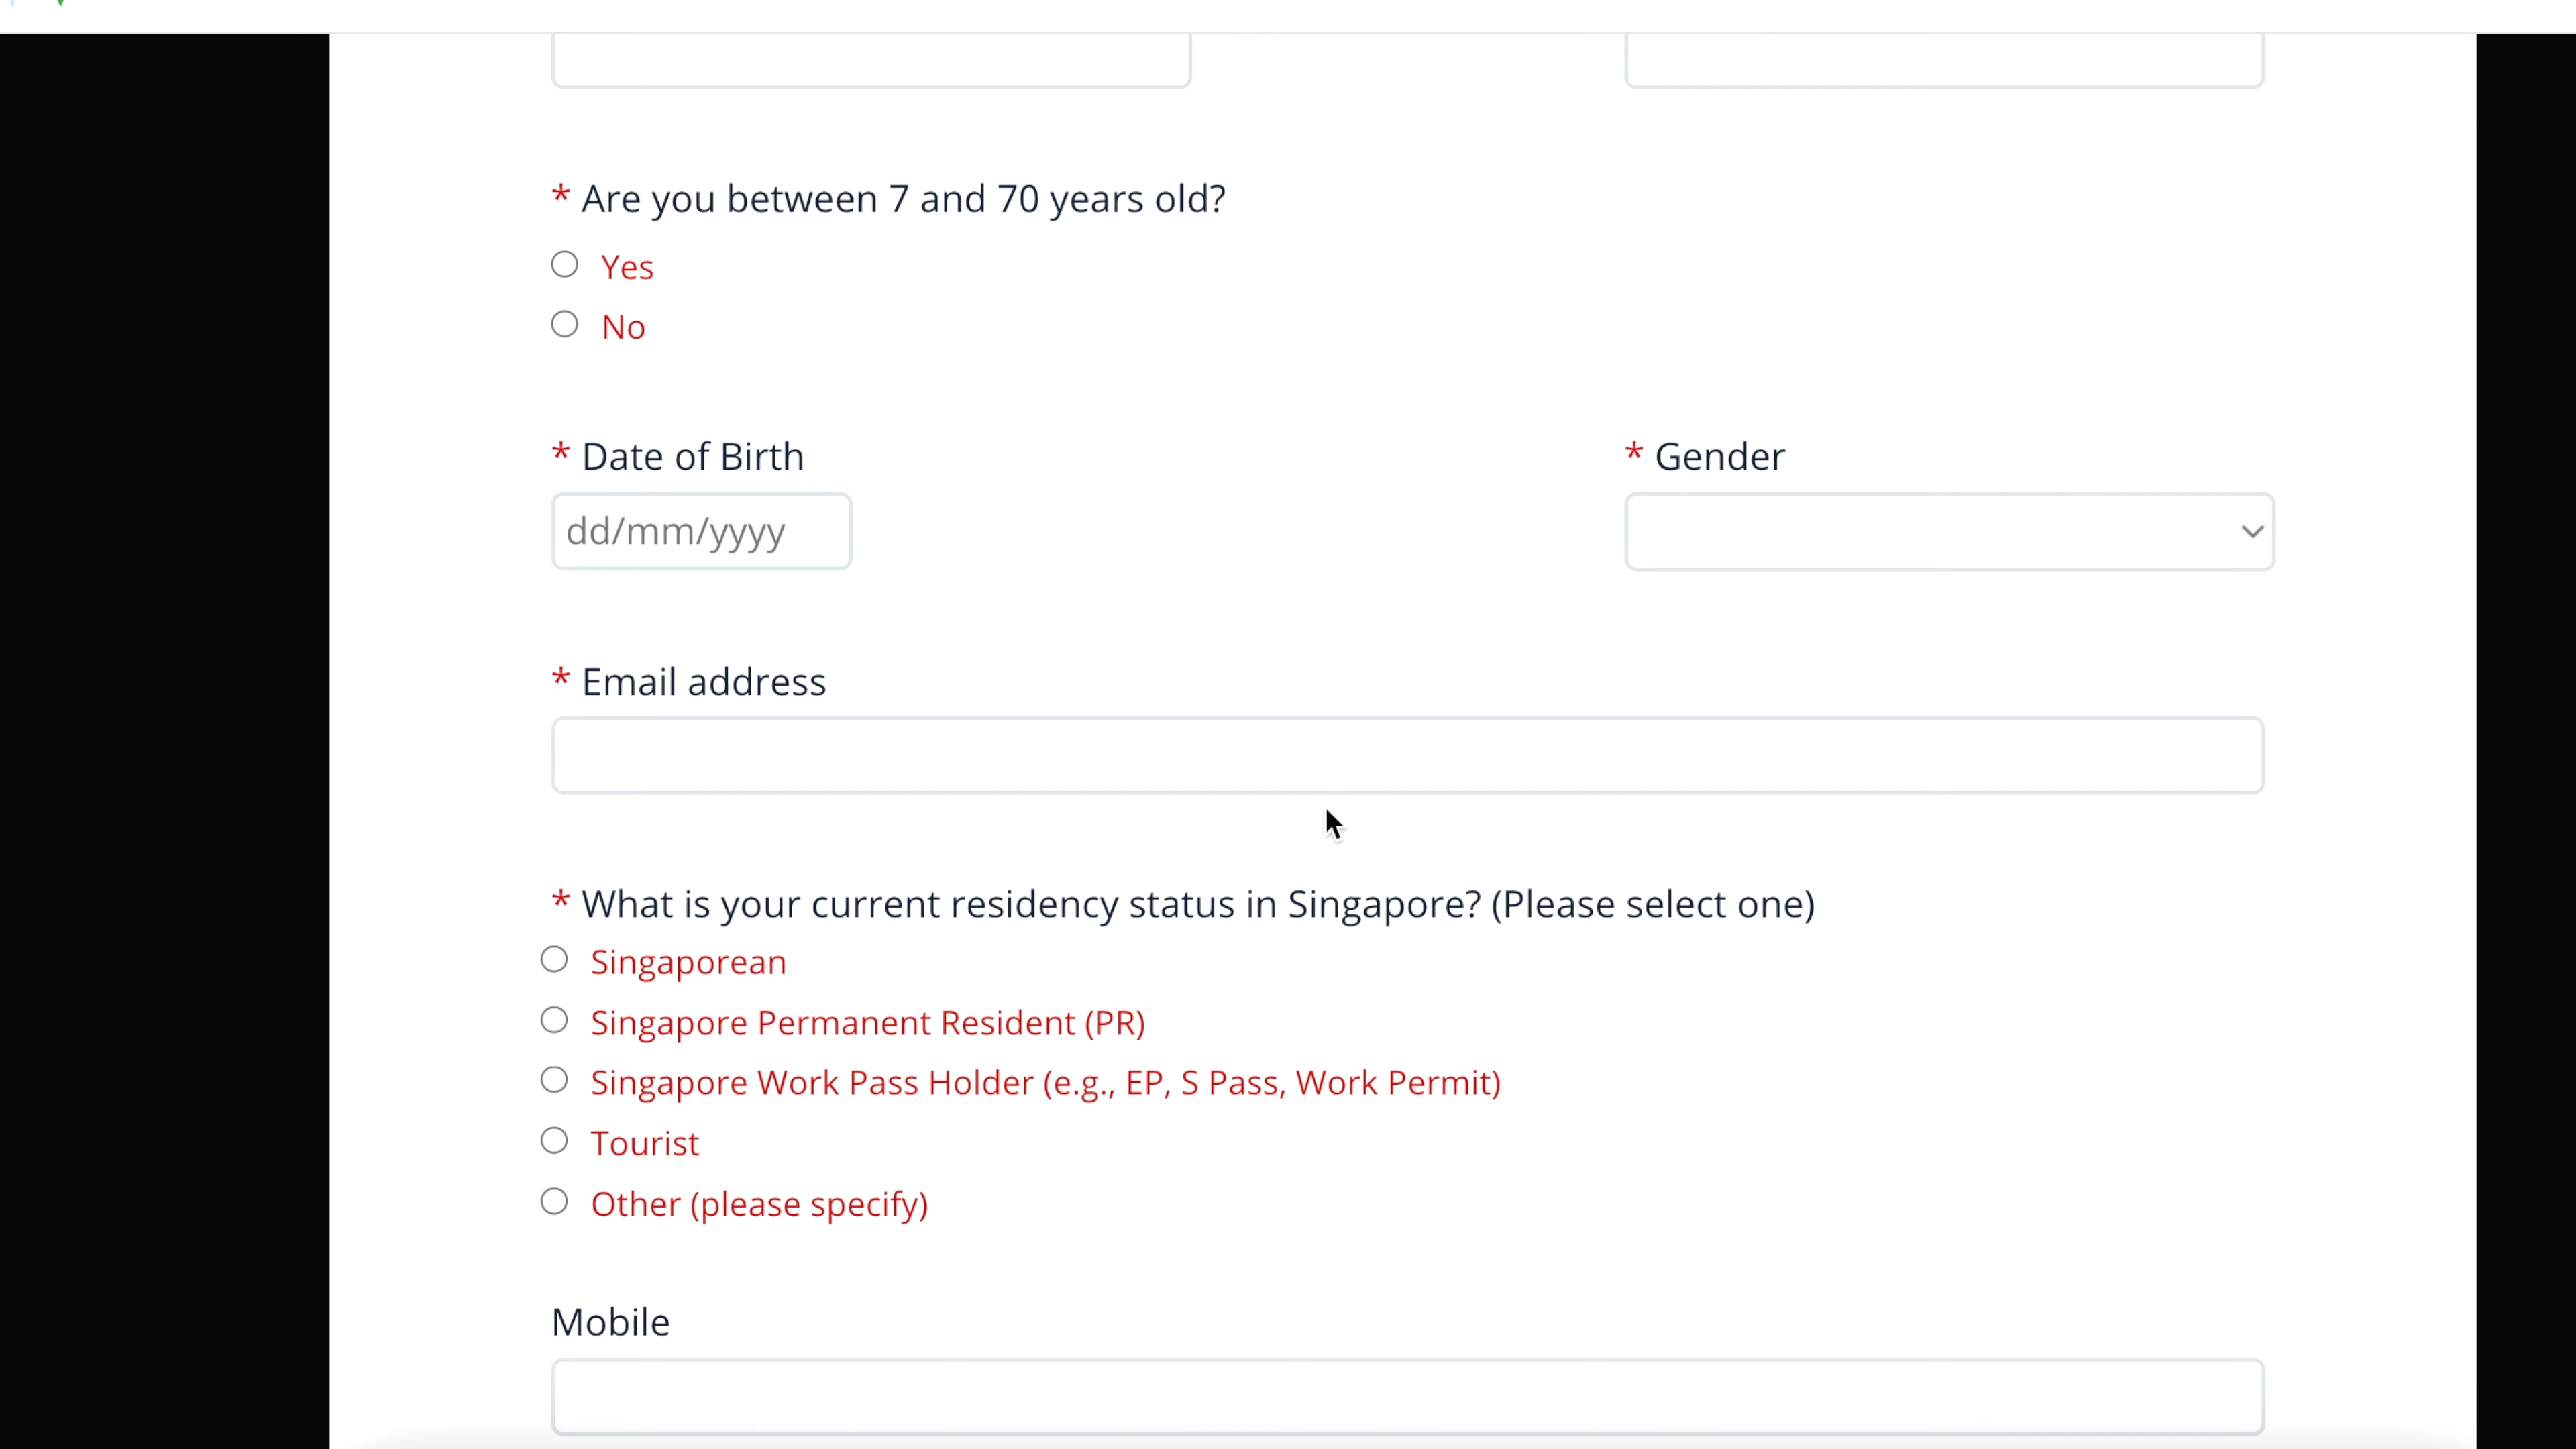 * Are you between 7 and 70 years old?
Yes
No
* Date of Birth
* Gender
dd/mm/yyyy
* Email address
* What is your current residency status in Singapore? (Please select one)
Singaporean
Singapore Permanent Resident (PR)
Singapore Work Pass Holder (e.g., EP, S Pass, Work Permit)
Tourist
Other (please specify)
Mobile